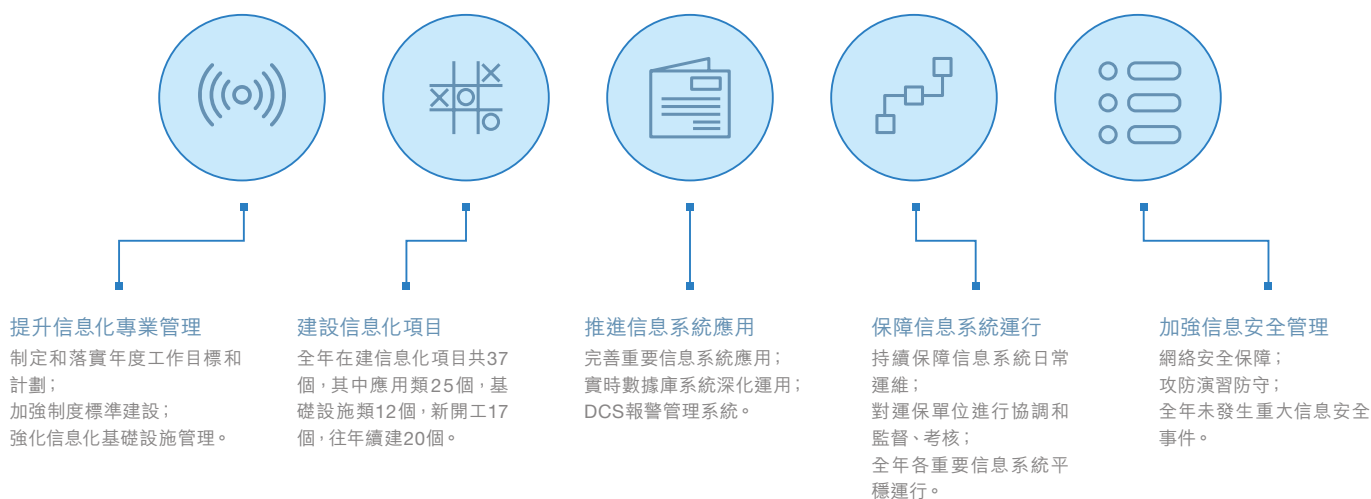 提升信息化專業管理
制定和落實年度工作目標和
計劃；
加強制度標準建設；
強化信息化基礎設施管理。
建設信息化項目
全年在建信息化項目共37
個，其中應用類25個，基
礎設施類12個，新開工17
個，往年續建20個。
推進信息系統應用
完善重要信息系統應用；
實時數據庫系統深化運用；
DCS報警管理系統。
保障信息系統運行
持續保障信息系統日常
運維；
對運保單位進行協調和
監督、考核；
全年各重要信息系統平
穩運行。
加強信息安全管理
網絡安全保障；
攻防演習防守；
全年未發生重大信息安全
事件。